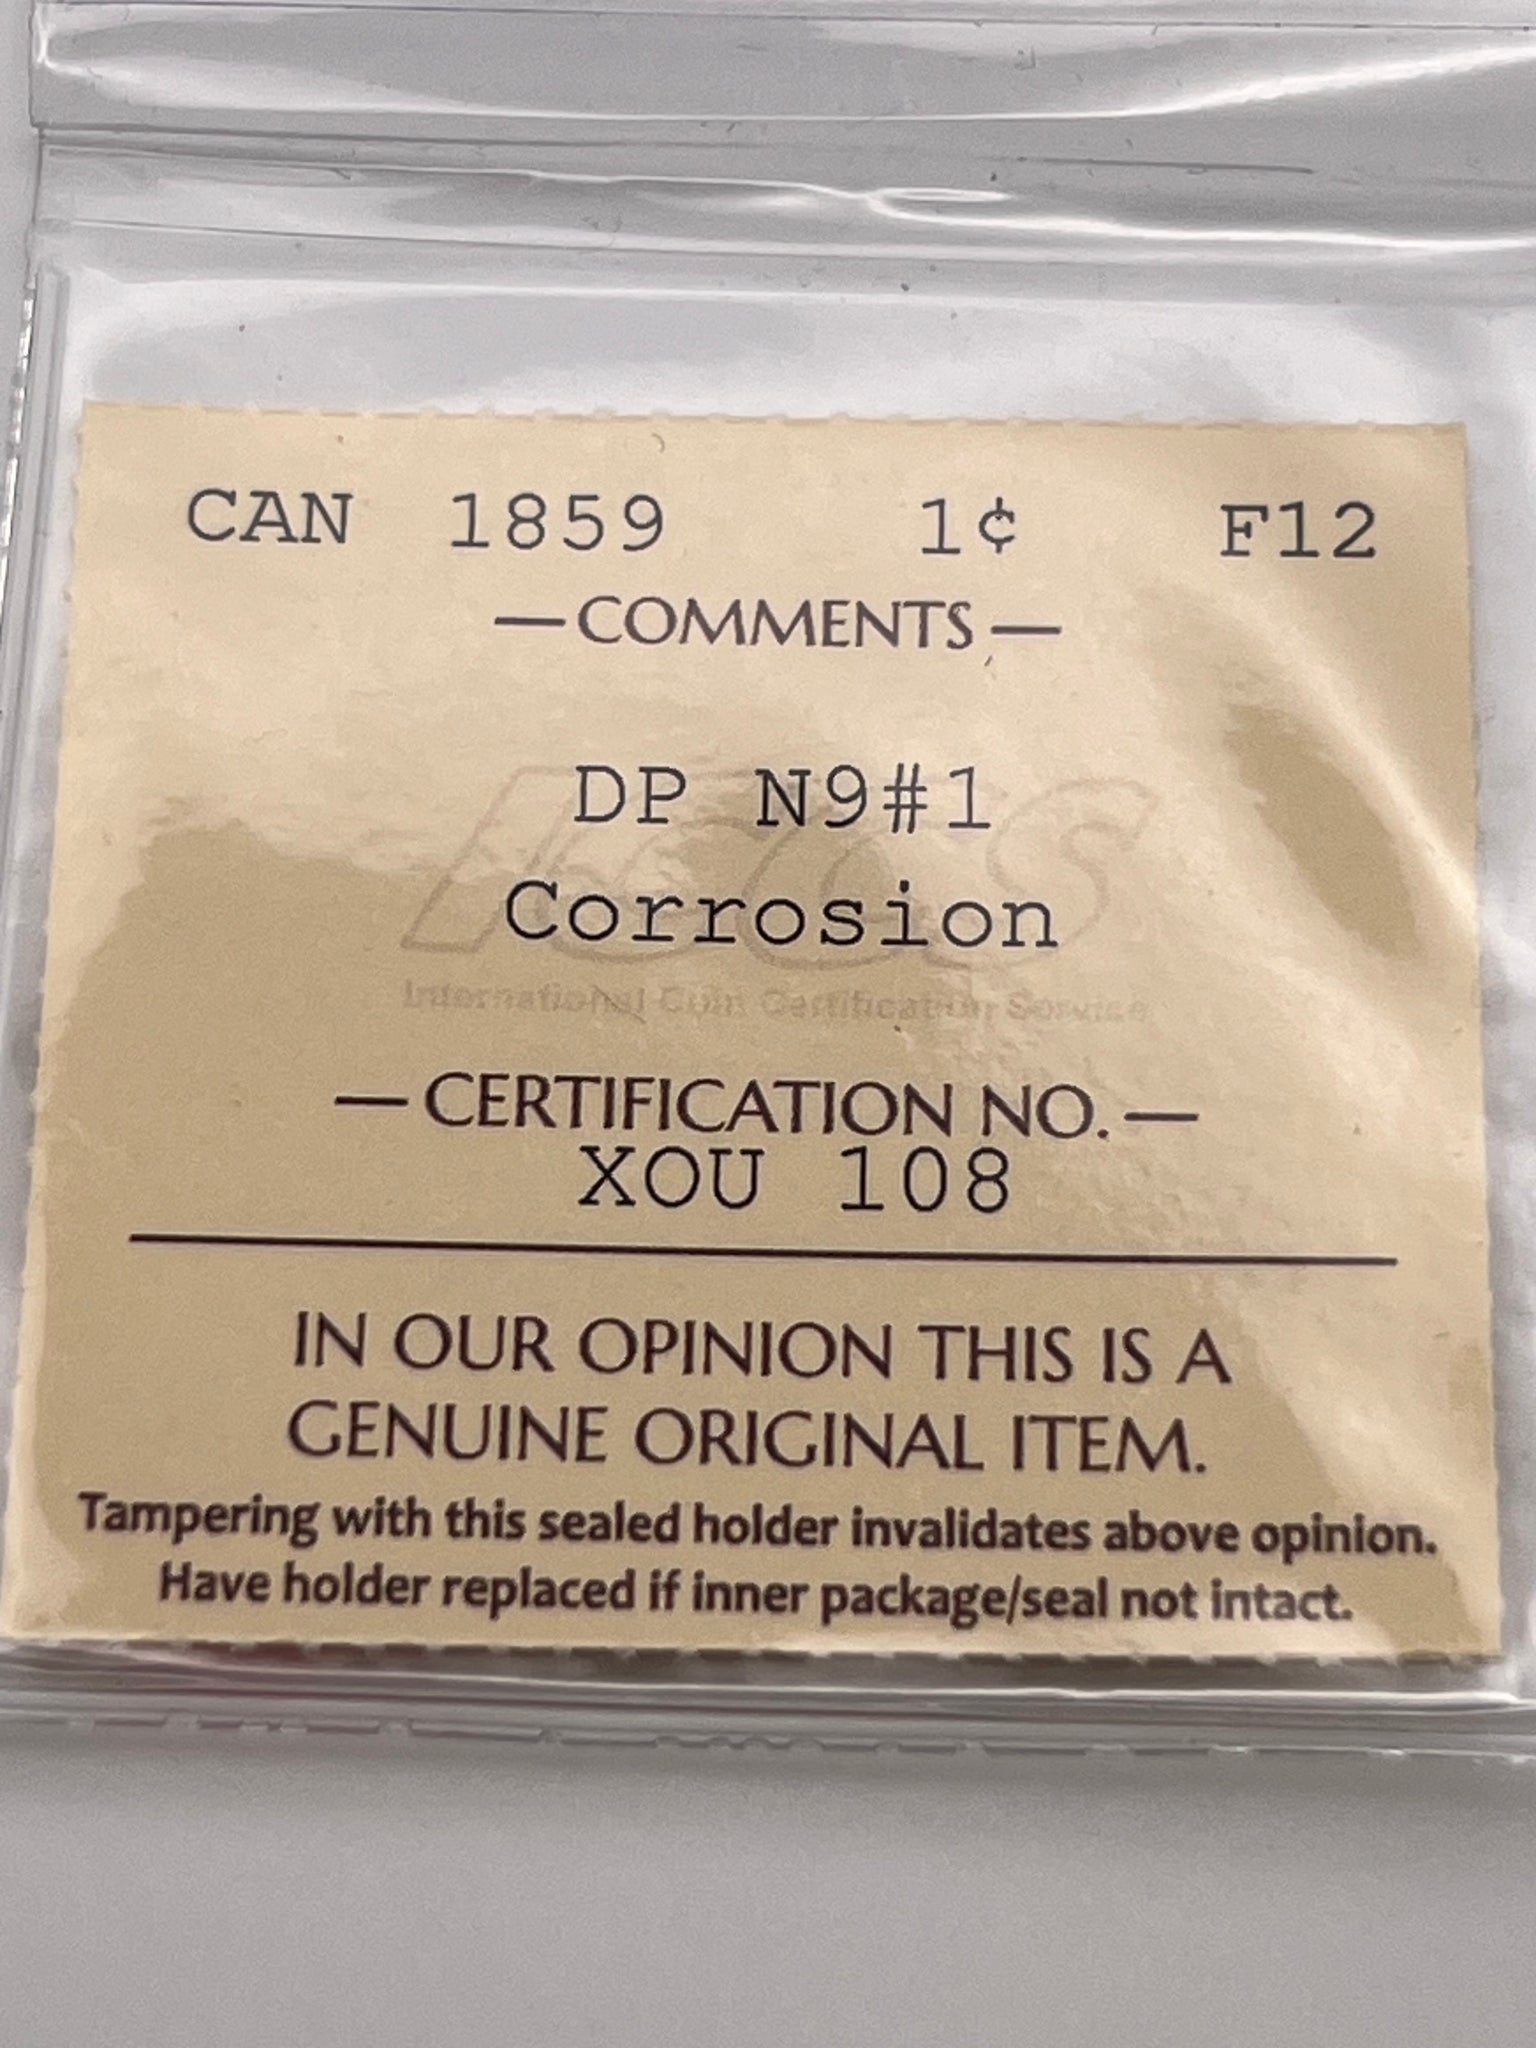 CAN 1859 1¢ F12
— COMMENTS —
DP N9#1
Corrosion
ICCS
International Coin Certification Service
— CERTIFICATION NO. —
XOU 108
IN OUR OPINION THIS IS A
GENUINE ORIGINAL ITEM.
Tampering with this sealed holder invalidates above opinion.
Have holder replaced if inner package/seal not intact.